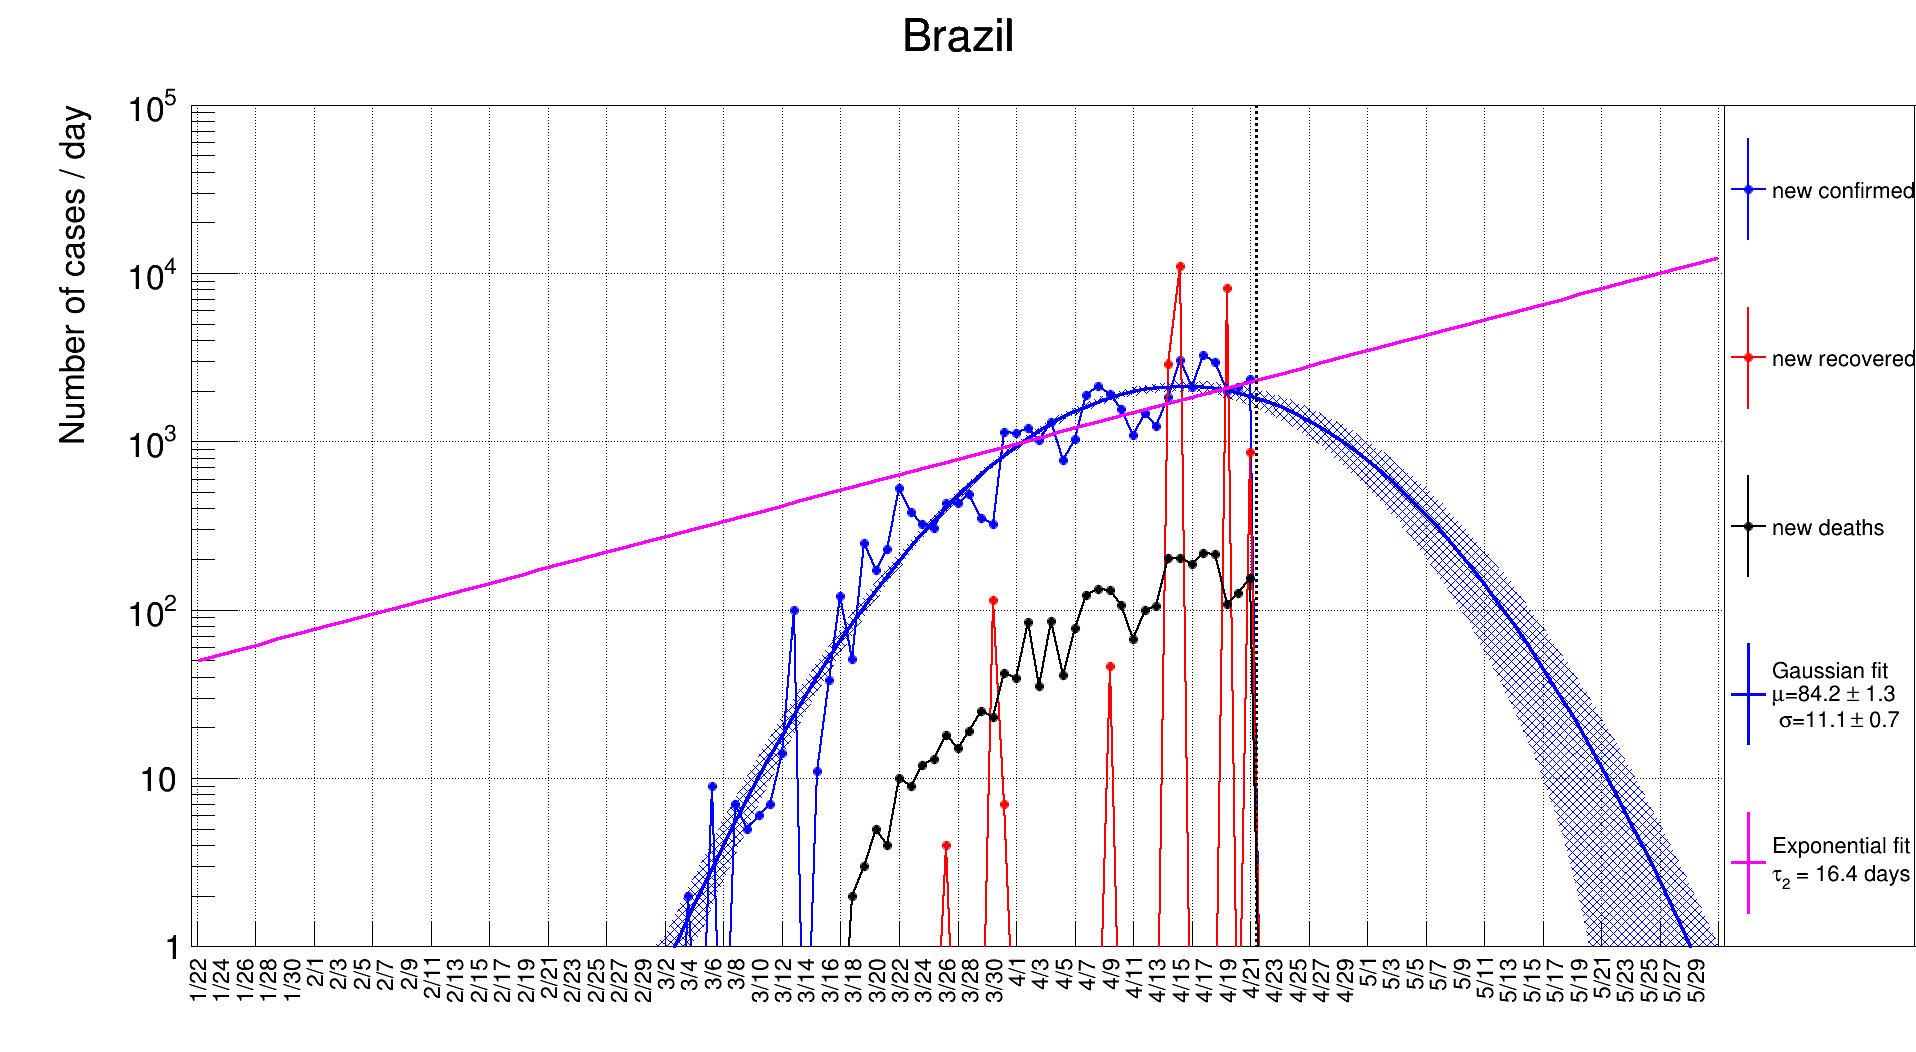 Brazil
Number of cases / day
10^5
10^4
10^3
10^2
10
1
1/22 1/24 1/26 1/28 1/30 2/1 2/3 2/5 2/7 2/9 2/11 2/13 2/15 2/17 2/19 2/21 2/23 2/25 2/27 2/29 3/2 3/4 3/6 3/8 3/10 3/12 3/14 3/16 3/18 3/20 3/22 3/24 3/26 3/28 3/30 4/1 4/3 4/5 4/7 4/9 4/11 4/13 4/15 4/17 4/19 4/21 4/23 4/25 4/27 4/29 5/1 5/3 5/5 5/7 5/9 5/11 5/13 5/15 5/17 5/19 5/21 5/23 5/25 5/27 5/29
new confirmed
new recovered
new deaths
Gaussian fit
μ=84.2 ± 1.3
σ=11.1 ± 0.7
Exponential fit
τ₂ = 16.4 days